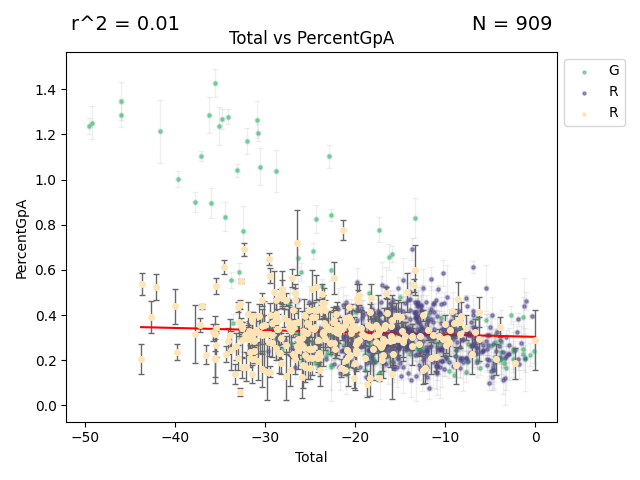 r^2 = 0.01 N = 909
Total vs PercentGpA
G
R
R
PercentGpA
1.4
1.2
1.0
0.8
0.6
0.4
0.2
0.0
−50 −40 −30 −20 −10 0
Total